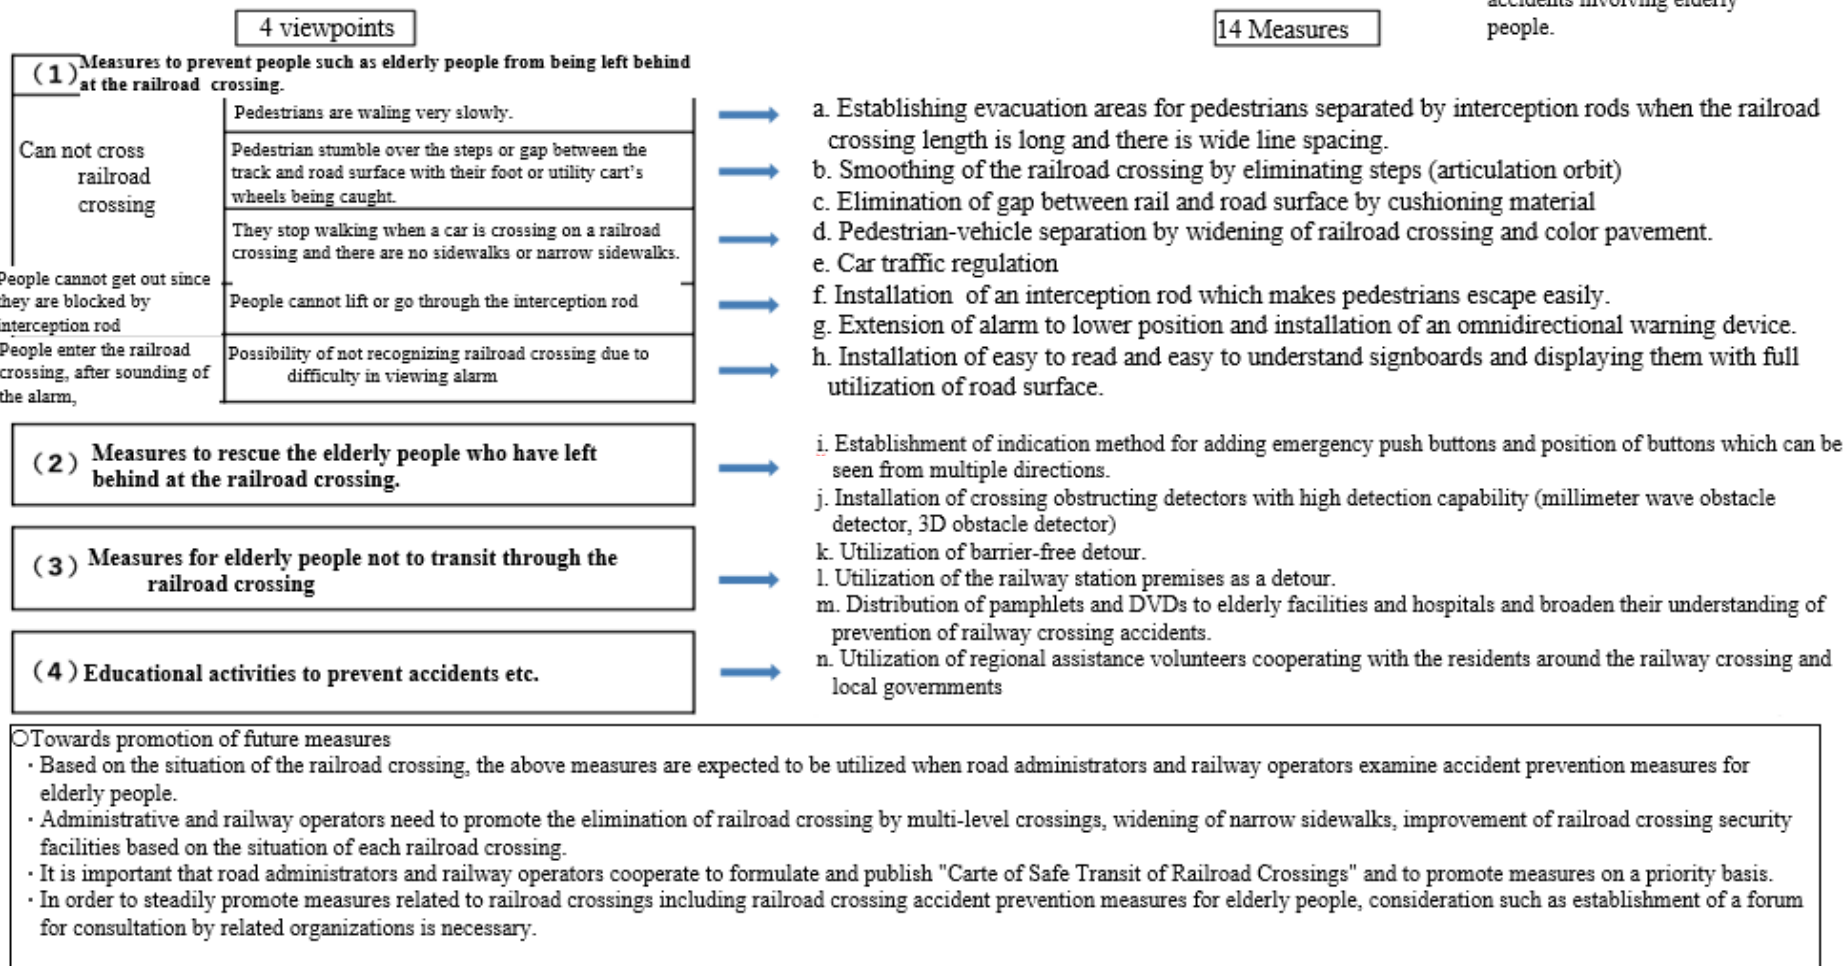 accidents involving elderly
people.
4 viewpoints
14 Measures
(1) Measures to prevent people such as elderly people from being left behind
at the railroad crossing.
Can not cross
railroad
crossing
Pedestrians are waling very slowly.
Pedestrian stumble over the steps or gap between the
track and road surface with their foot or utility cart's
wheels being caught.
They stop walking when a car is crossing on a railroad
crossing and there are no sidewalks or narrow sidewalks.
People cannot get out since
they are blocked by
interception rod
People cannot lift or go through the interception rod
People enter the railroad
crossing, after sounding of
the alarm,
Possibility of not recognizing railroad crossing due to
difficulty in viewing alarm
a. Establishing evacuation areas for pedestrians separated by interception rods when the railroad
crossing length is long and there is wide line spacing.
b. Smoothing of the railroad crossing by eliminating steps (articulation orbit)
c. Elimination of gap between rail and road surface by cushioning material
d. Pedestrian-vehicle separation by widening of railroad crossing and color pavement.
e. Car traffic regulation
f. Installation of an interception rod which makes pedestrians escape easily.
g. Extension of alarm to lower position and installation of an omnidirectional warning device.
h. Installation of easy to read and easy to understand signboards and displaying them with full
utilization of road surface.
(2) Measures to rescue the elderly people who have left
behind at the railroad crossing.
(3) Measures for elderly people not to transit through the
railroad crossing
(4) Educational activities to prevent accidents etc.
i. Establishment of indication method for adding emergency push buttons and position of buttons which can be
seen from multiple directions.
j. Installation of crossing obstructing detectors with high detection capability (millimeter wave obstacle
detector, 3D obstacle detector)
k. Utilization of barrier-free detour.
l. Utilization of the railway station premises as a detour.
m. Distribution of pamphlets and DVDs to elderly facilities and hospitals and broaden their understanding of
prevention of railway crossing accidents.
n. Utilization of regional assistance volunteers cooperating with the residents around the railway crossing and
local governments
○Towards promotion of future measures
・Based on the situation of the railroad crossing, the above measures are expected to be utilized when road administrators and railway operators examine accident prevention measures for
elderly people.
・Administrative and railway operators need to promote the elimination of railroad crossing by multi-level crossings, widening of narrow sidewalks, improvement of railroad crossing security
facilities based on the situation of each railroad crossing.
・It is important that road administrators and railway operators cooperate to formulate and publish "Carte of Safe Transit of Railroad Crossings" and to promote measures on a priority basis.
・In order to steadily promote measures related to railroad crossings including railroad crossing accident prevention measures for elderly people, consideration such as establishment of a forum
for consultation by related organizations is necessary.